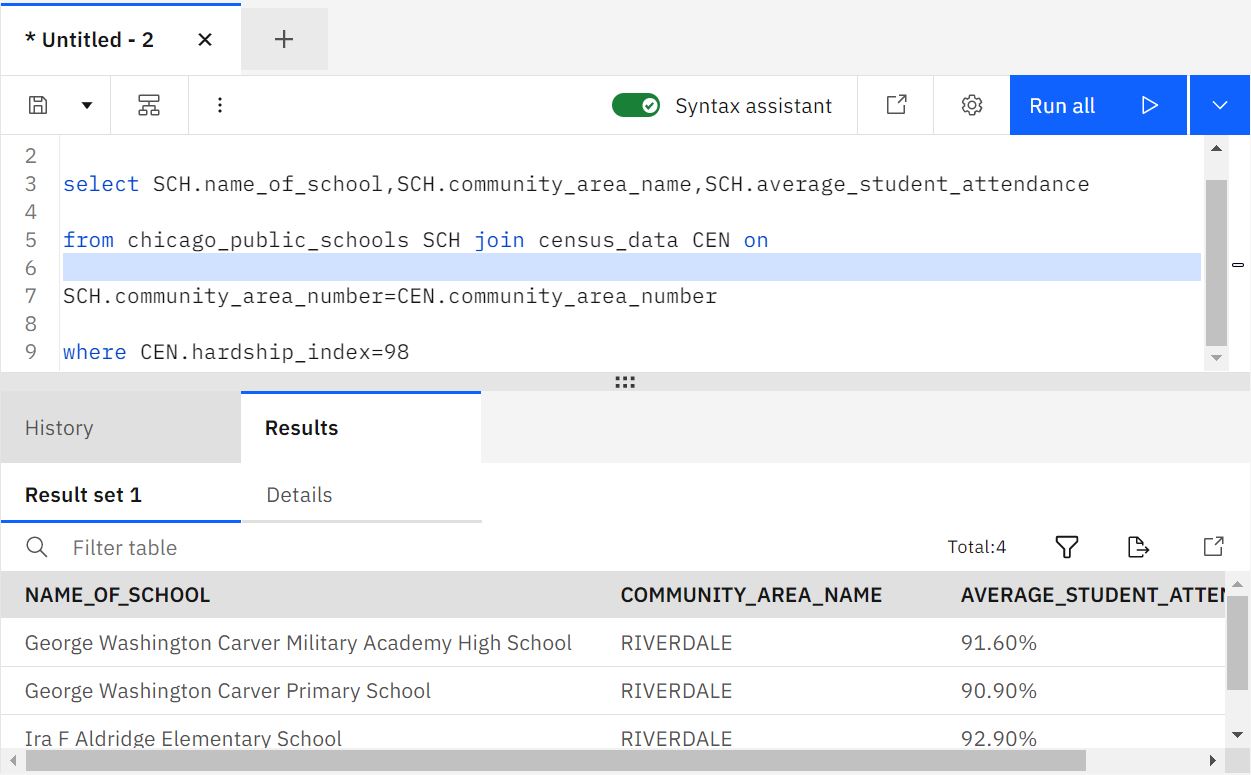 * Untitled - 2
Syntax assistant
Run all
2
3 select SCH.name_of_school,SCH.community_area_name,SCH.average_student_attendance
4
5 from chicago_public_schools SCH join census_data CEN on
6
7 SCH.community_area_number=CEN.community_area_number
8
9 where CEN.hardship_index=98
History Results
Result set 1 Details
Filter table Total:4
NAME_OF_SCHOOL COMMUNITY_AREA_NAME AVERAGE_STUDENT_ATTEN
George Washington Carver Military Academy High School RIVERDALE 91.60%
George Washington Carver Primary School RIVERDALE 90.90%
Ira F Aldridge Elementary School RIVERDALE 92.90%